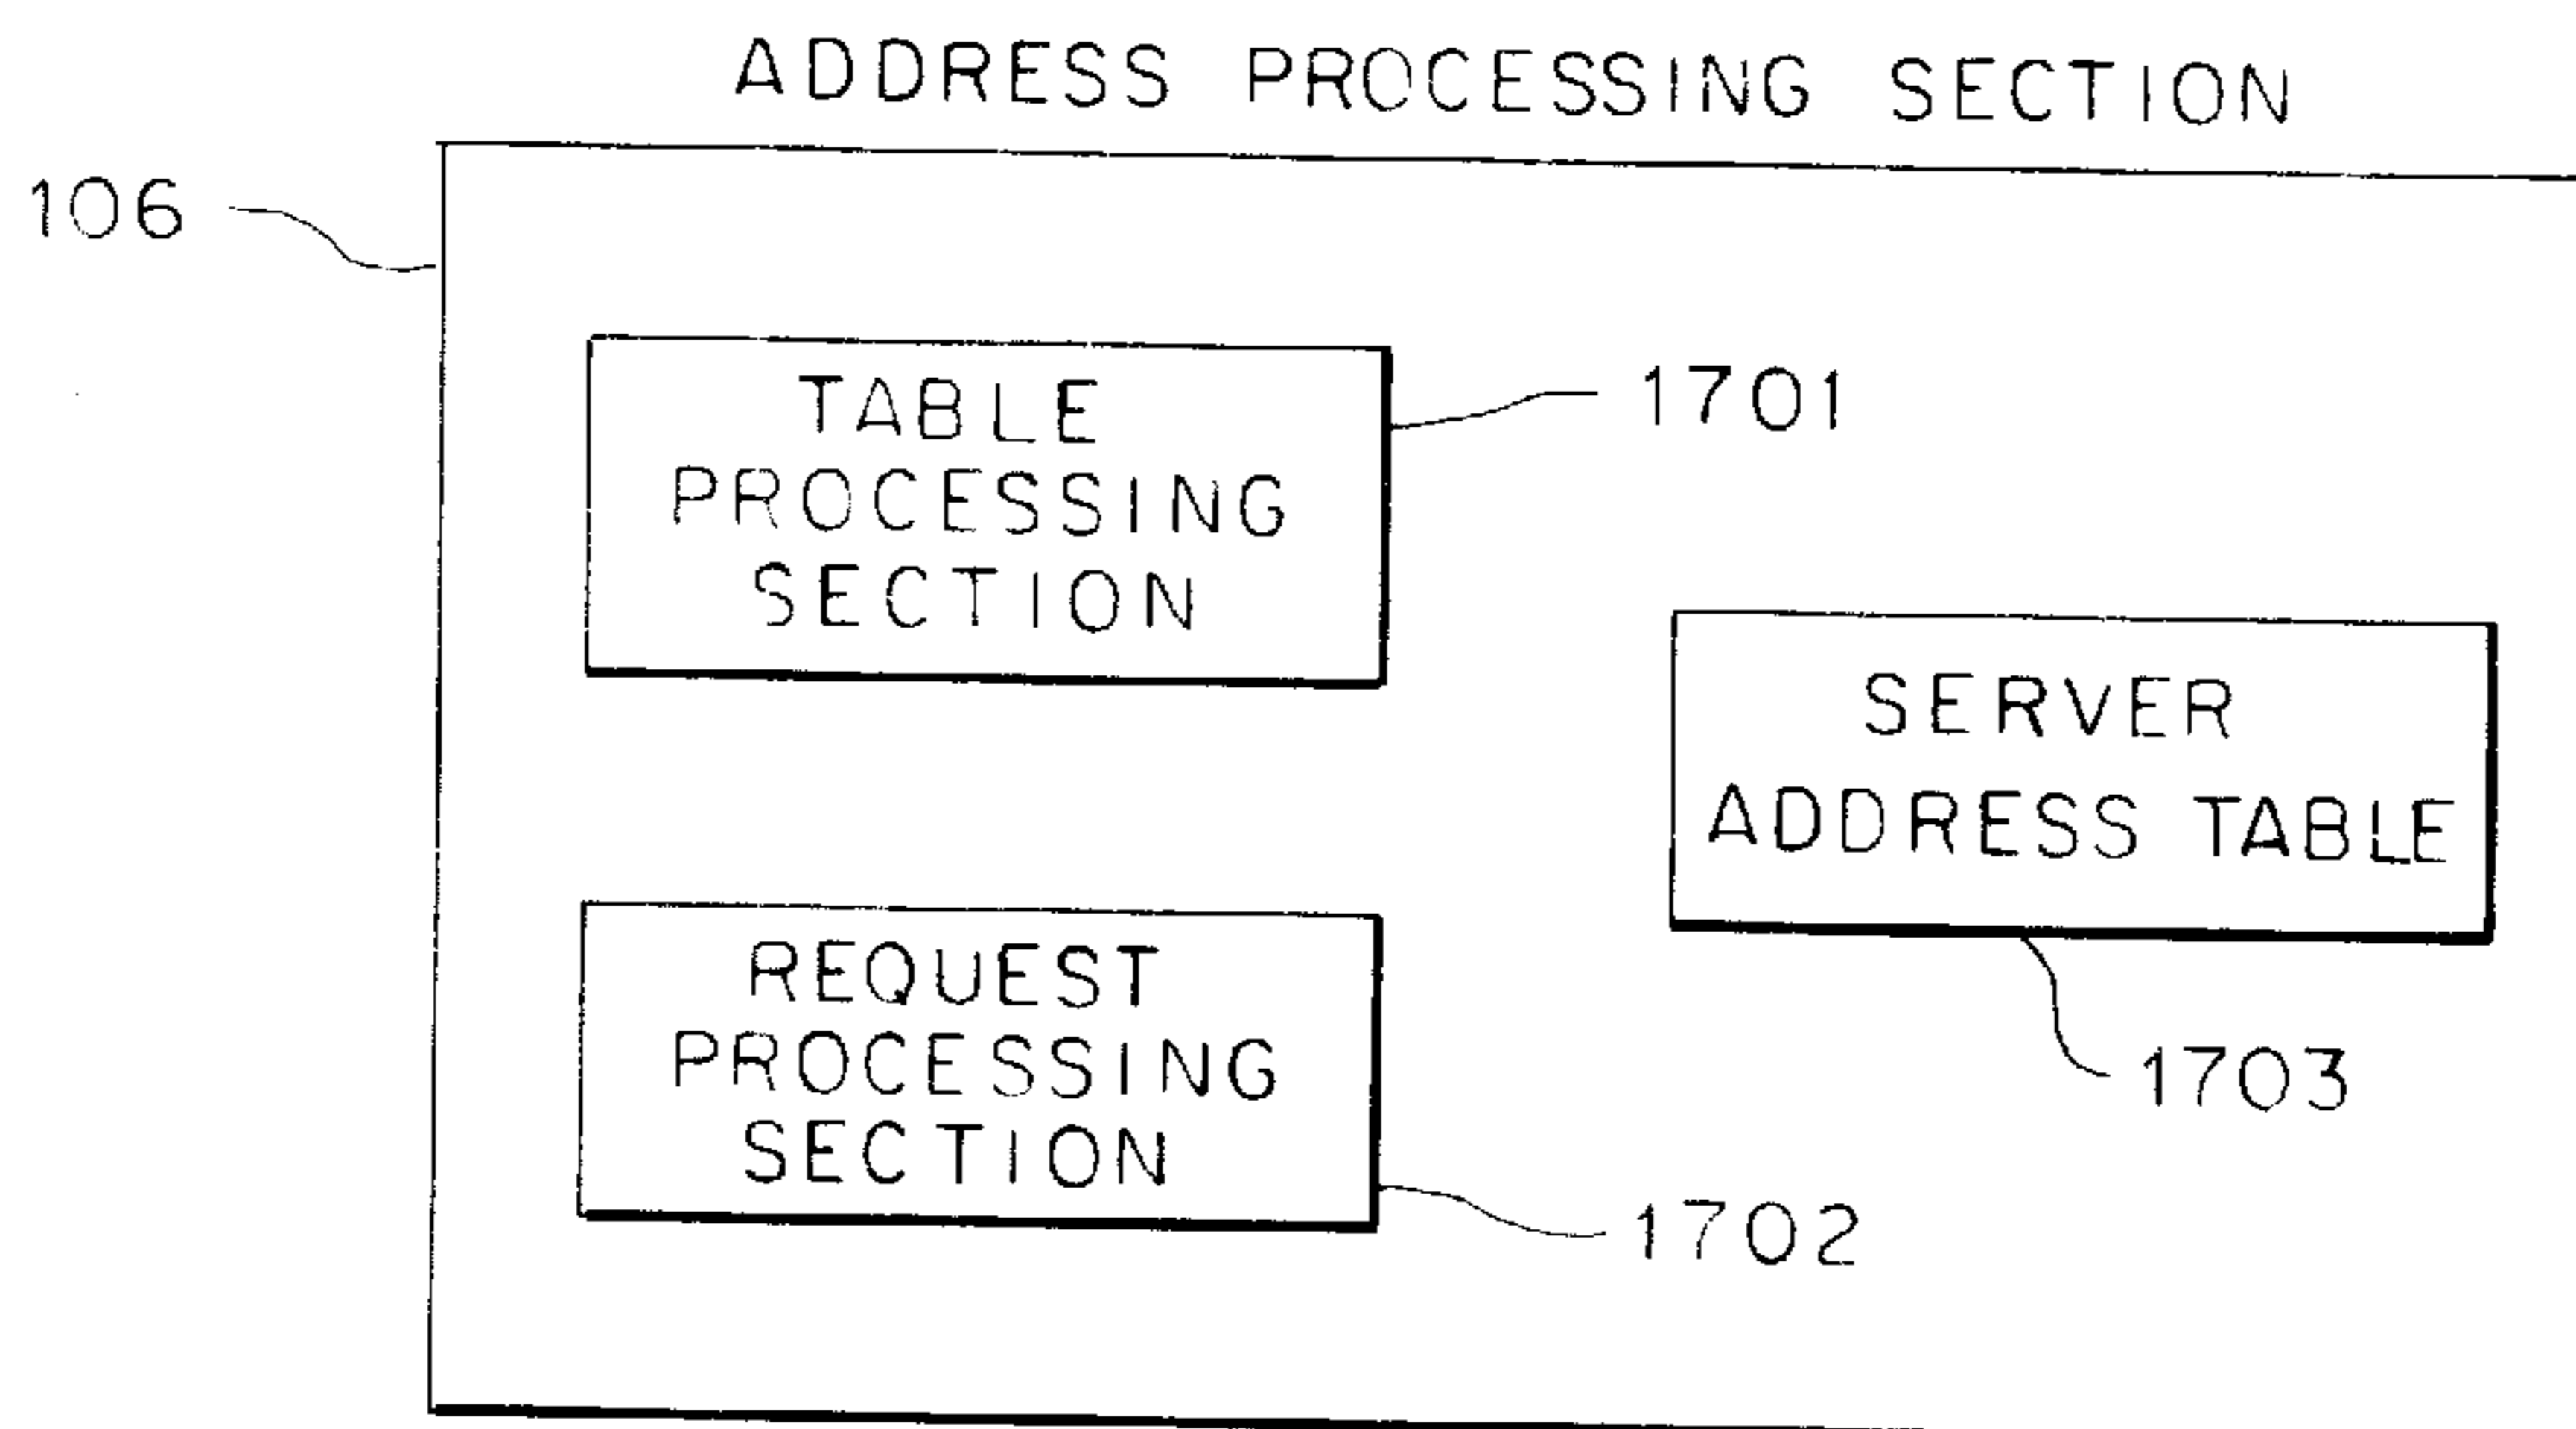 ADDRESS PROCESSING SECTION
106
TABLE
PROCESSING
SECTION
1701
SERVER
ADDRESS TABLE
1703
REQUEST
PROCESSING
SECTION
1702